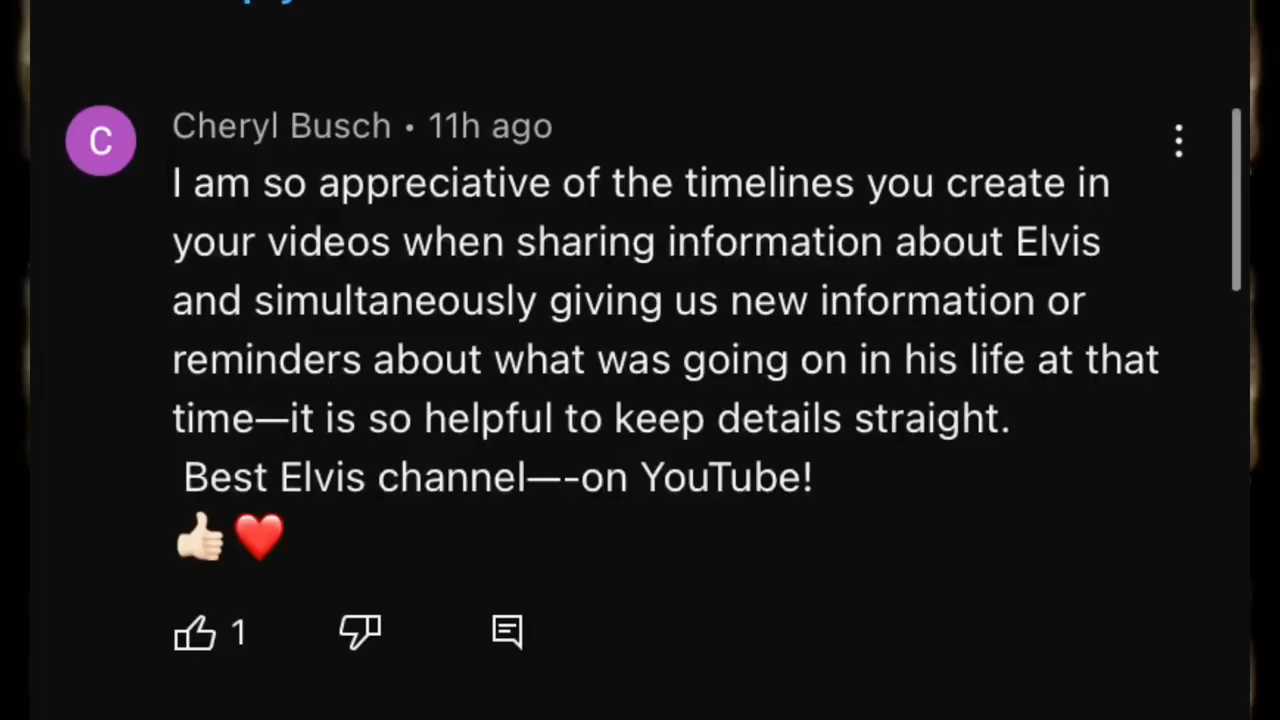 C
Cheryl Busch • 11h ago
I am so appreciative of the timelines you create in
your videos when sharing information about Elvis
and simultaneously giving us new information or
reminders about what was going on in his life at that
time—it is so helpful to keep details straight.
Best Elvis channel—-on YouTube!
👍🏻❤️
1